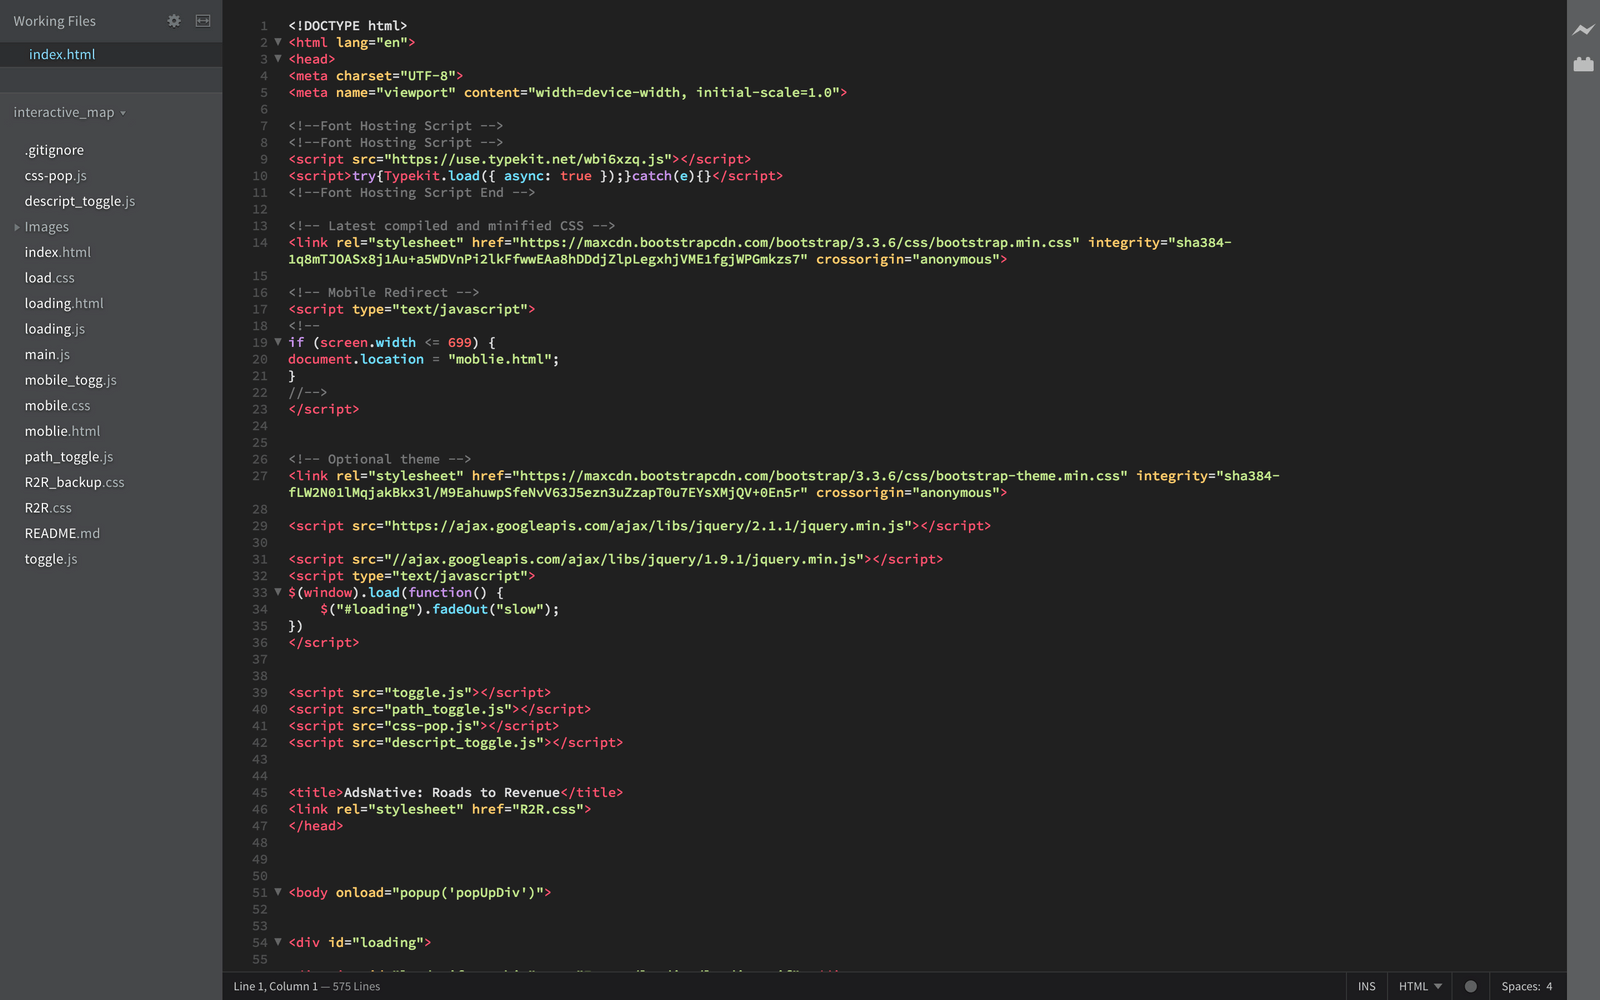 Working Files
index.html
interactive_map
.gitignore
css-pop.js
descript_toggle.js
Images
index.html
load.css
loading.html
loading.js
main.js
mobile_togg.js
mobile.css
moblie.html
path_toggle.js
R2R_backup.css
R2R.css
README.md
toggle.js
1 <!DOCTYPE html>
2 <html lang="en">
3 <head>
4 <meta charset="UTF-8">
5 <meta name="viewport" content="width=device-width, initial-scale=1.0">
6
7 <!--Font Hosting Script -->
8 <!--Font Hosting Script -->
9 <script src="https://use.typekit.net/wbi6xzq.js"></script>
10 <script>try{Typekit.load({ async: true });}catch(e){}</script>
11 <!--Font Hosting Script End -->
12
13 <!-- Latest compiled and minified CSS -->
14 <link rel="stylesheet" href="https://maxcdn.bootstrapcdn.com/bootstrap/3.3.6/css/bootstrap.min.css" integrity="sha384-
1q8mTJOASx8j1Au+a5WDVnPi2lkFfwwEAa8hDDdjZlpLegxhjVME1fgjWPGmkzs7" crossorigin="anonymous">
15
16 <!-- Mobile Redirect -->
17 <script type="text/javascript">
18 <!--
19 if (screen.width <= 699) {
20 document.location = "moblie.html";
21 }
22 //-->
23 </script>
24
25
26 <!-- Optional theme -->
27 <link rel="stylesheet" href="https://maxcdn.bootstrapcdn.com/bootstrap/3.3.6/css/bootstrap-theme.min.css" integrity="sha384-
fLW2N01lMqjakBkx3l/M9EahuwpSfeNvV63J5ezn3uZzapT0u7EYsXMjQV+0En5r" crossorigin="anonymous">
28
29 <script src="https://ajax.googleapis.com/ajax/libs/jquery/2.1.1/jquery.min.js"></script>
30
31 <script src="//ajax.googleapis.com/ajax/libs/jquery/1.9.1/jquery.min.js"></script>
32 <script type="text/javascript">
33 $(window).load(function() {
34 $("#loading").fadeOut("slow");
35 })
36 </script>
37
38
39 <script src="toggle.js"></script>
40 <script src="path_toggle.js"></script>
41 <script src="css-pop.js"></script>
42 <script src="descript_toggle.js"></script>
43
44
45 <title>AdsNative: Roads to Revenue</title>
46 <link rel="stylesheet" href="R2R.css">
47 </head>
48
49
50
51 <body onload="popup('popUpDiv')">
52
53
54 <div id="loading">
55
Line 1, Column 1 — 575 Lines
INS
HTML
Spaces: 4